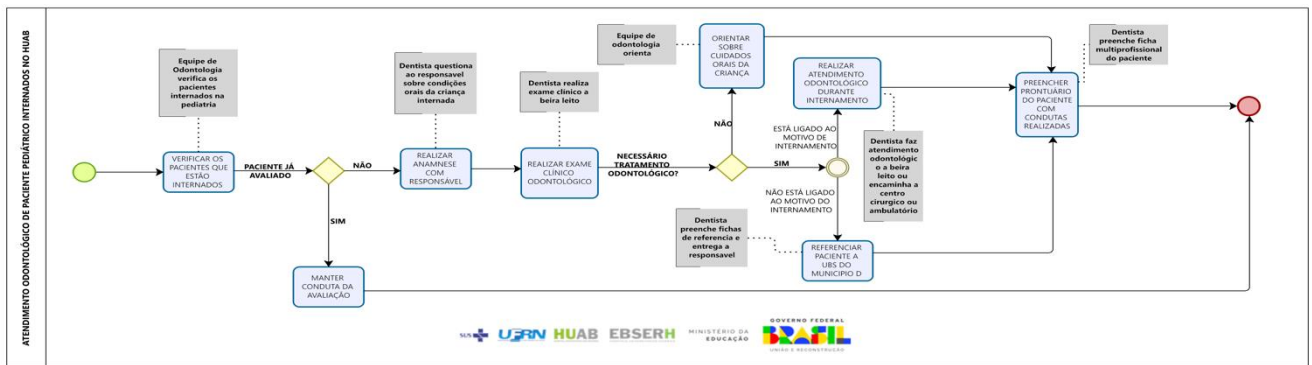 ATENDIMENTO ODONTOLÓGICO DE PACIENTE PEDIÁTRICO INTERNADOS NO HUAB
Equipe de
Odontologia
verifica os
pacientes
internados na
pediatria
VERIFICAR OS
PACIENTES QUE
ESTÃO
INTERNADOS
PACIENTE JÁ
AVALIADO
NÃO
SIM
MANTER
CONDUTA DA
AVALIAÇÃO
Dentista questiona
ao responsavel
sobre condições
orais da criança
internada
REALIZAR
ANAMNESE
COM
RESPONSÁVEL
Dentista realiza
exame clínico a
beira leito
REALIZAR EXAME
CLÍNICO
ODONTOLÓGICO
NECESSÁRIO
TRATAMENTO
ODONTOLÓGICO?
NÃO
SIM
Equipe de
odontologia
orienta
ORIENTAR
SOBRE
CUIDADOS
ORAIS DA
CRIANÇA
ESTÁ LIGADO AO
MOTIVO DE
INTERNAMENTO
NÃO ESTÁ LIGADO
AO MOTIVO DO
INTERNAMENTO
REALIZAR
ATENDIMENTO
ODONTOLÓGICO
DURANTE
INTERNAMENTO
Dentista faz
atendimento
odontológic
o a beira
leito ou
encaminha a
centro
cirurgico ou
ambulatório
Dentista
preenche fichas
de referencia e
entrega a
responsavel
REFERENCIAR
PACIENTE A
UBS DO
MUNICIPIO D
Dentista
preenche ficha
multiprofissional
do paciente
PREENCHER
PRONTUÁRIO
DO PACIENTE
COM
CONDUTAS
REALIZADAS
SUS UFRN HUAB EBSERH
MINISTÉRIO DA
EDUCAÇÃO
GOVERNO FEDERAL
BRASIL
UNIÃO E RECONSTRUÇÃO